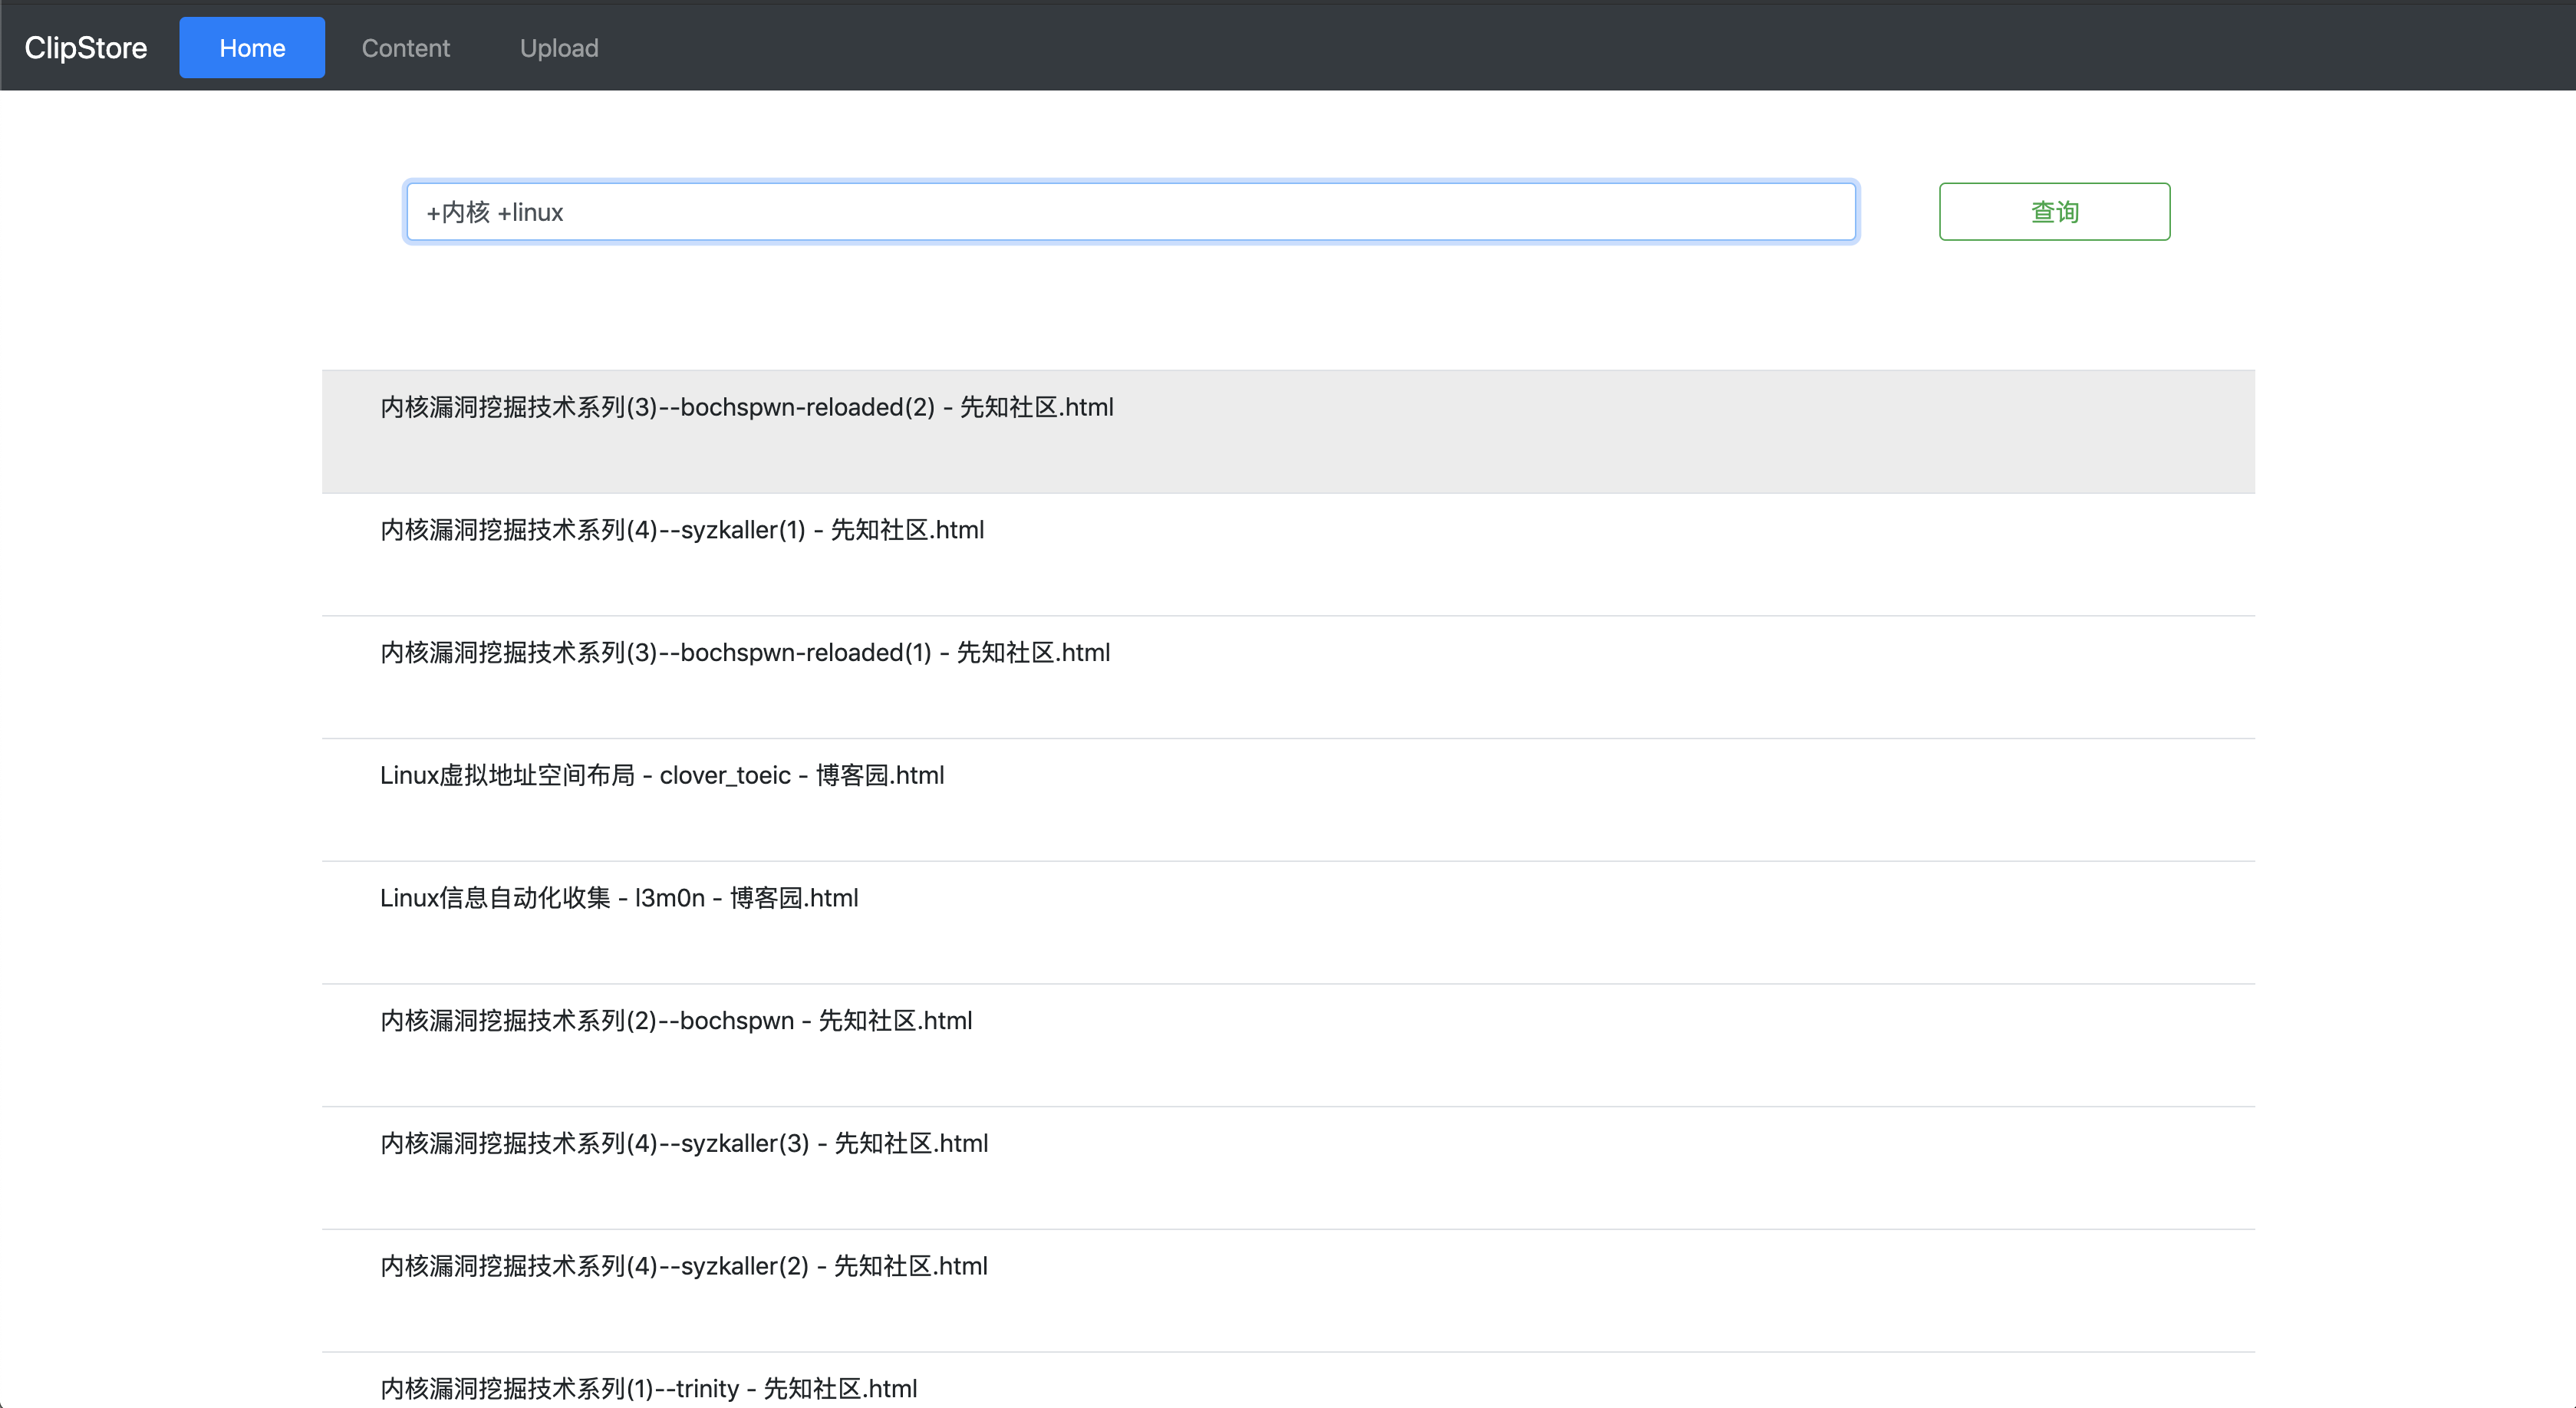 ClipStore Home Content Upload
+内核 +linux 查询
内核漏洞挖掘技术系列(3)--bochspwn-reloaded(2) - 先知社区.html
内核漏洞挖掘技术系列(4)--syzkaller(1) - 先知社区.html
内核漏洞挖掘技术系列(3)--bochspwn-reloaded(1) - 先知社区.html
Linux虚拟地址空间布局 - clover_toeic - 博客园.html
Linux信息自动化收集 - l3m0n - 博客园.html
内核漏洞挖掘技术系列(2)--bochspwn - 先知社区.html
内核漏洞挖掘技术系列(4)--syzkaller(3) - 先知社区.html
内核漏洞挖掘技术系列(4)--syzkaller(2) - 先知社区.html
内核漏洞挖掘技术系列(1)--trinity - 先知社区.html